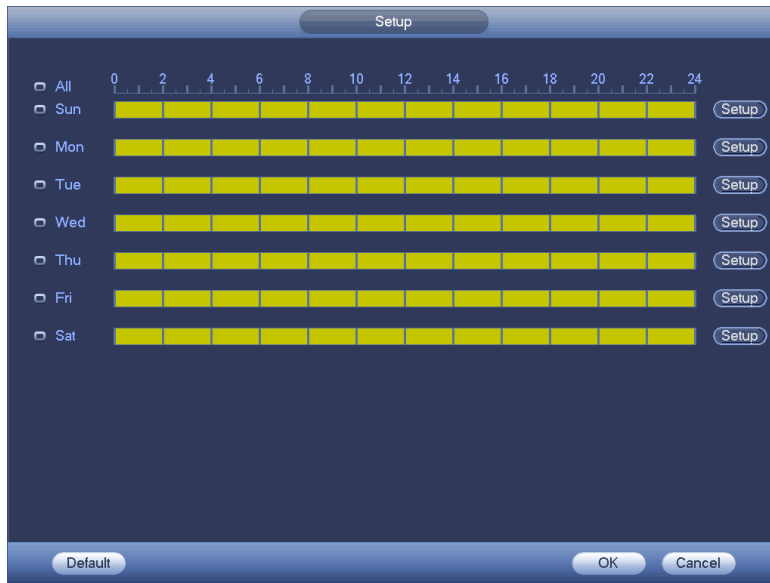 Setup
All 0 2 4 6 8 10 12 14 16 18 20 22 24
Sun Setup
Mon Setup
Tue Setup
Wed Setup
Thu Setup
Fri Setup
Sat Setup
Default OK Cancel